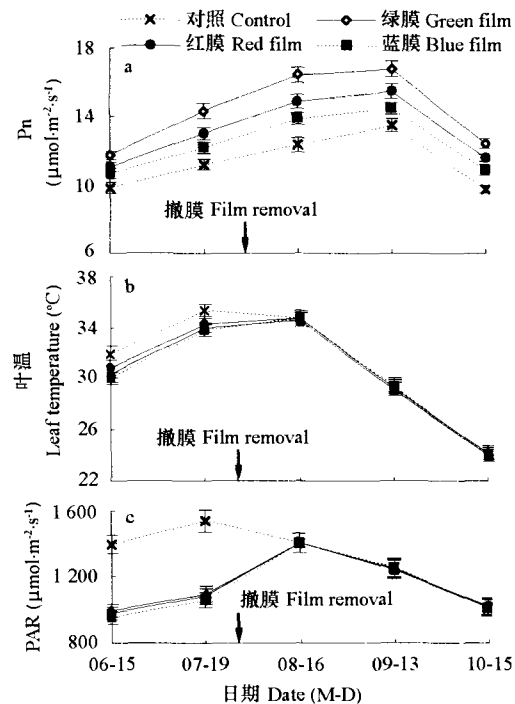 对照 Control 绿膜 Green film
红膜 Red film 蓝膜 Blue film
a
18
14
10
6
Pn
(μmol·m⁻²·s⁻¹)
撤膜 Film removal
b
38
34
30
24
22
叶温
Leaf temperature (°C)
撤膜 Film removal
c
1 600
1 200
800
PAR (μmol·m⁻²·s⁻¹)
撤膜 Film removal
06-15 07-19 08-16 09-13 10-15
日期 Date (M-D)